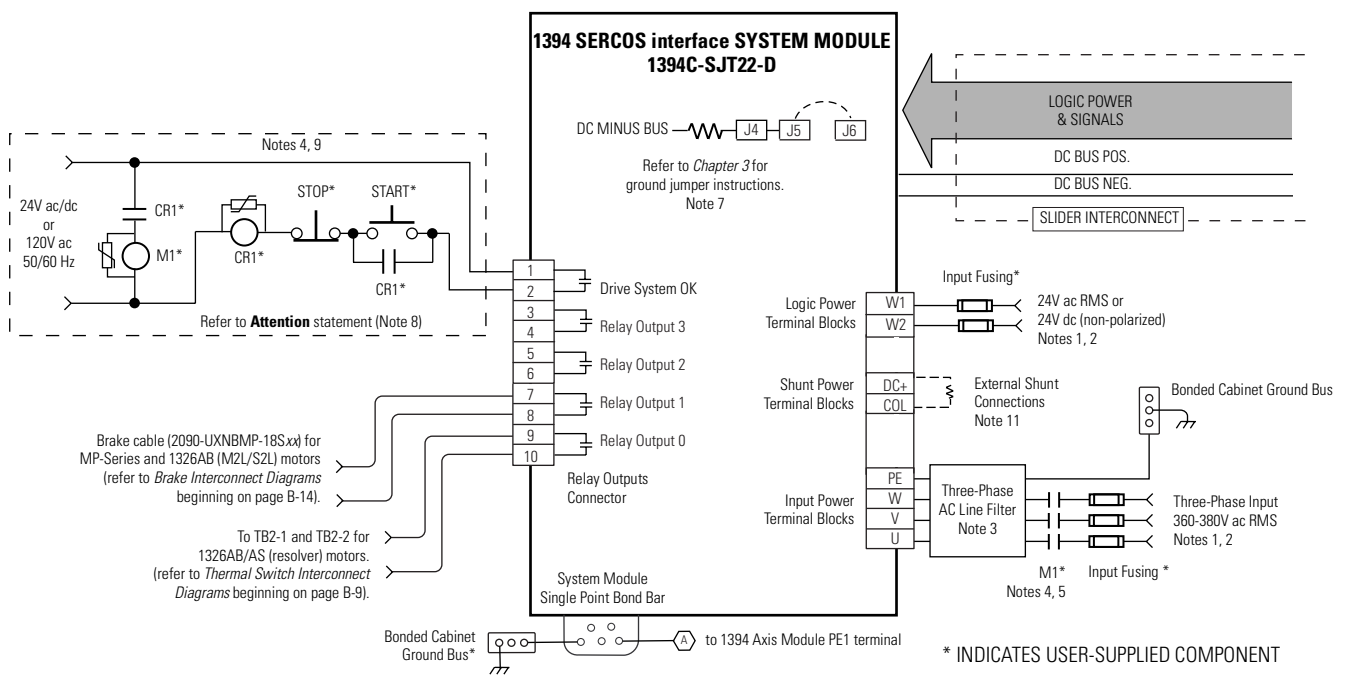 1394 SERCOS interface SYSTEM MODULE
1394C-SJT22-D
DC MINUS BUS
J4
J5
J6
Refer to Chapter 3 for
ground jumper instructions.
Note 7
LOGIC POWER
& SIGNALS
DC BUS POS.
DC BUS NEG.
SLIDER INTERCONNECT
Notes 4, 9
24V ac/dc
or
120V ac
50/60 Hz
CR1*
M1*
CR1*
STOP*
START*
CR1*
Refer to Attention statement (Note 8)
1
2
3
4
5
6
7
8
9
10
Drive System OK
Relay Output 3
Relay Output 2
Relay Output 1
Relay Output 0
Relay Outputs
Connector
Brake cable (2090-UXNBMP-18Sxx) for
MP-Series and 1326AB (M2L/S2L) motors
(refer to Brake Interconnect Diagrams
beginning on page B-14).
To TB2-1 and TB2-2 for
1326AB/AS (resolver) motors.
(refer to Thermal Switch Interconnect
Diagrams beginning on page B-9).
Logic Power
Terminal Blocks
W1
W2
Input Fusing*
24V ac RMS or
24V dc (non-polarized)
Notes 1, 2
Shunt Power
Terminal Blocks
DC+
COL
External Shunt
Connections
Note 11
Bonded Cabinet Ground Bus
Input Power
Terminal Blocks
PE
W
V
U
Three-Phase
AC Line Filter
Note 3
Three-Phase Input
360-380V ac RMS
Notes 1, 2
M1*
Notes 4, 5
Input Fusing *
System Module
Single Point Bond Bar
Bonded Cabinet
Ground Bus*
A
to 1394 Axis Module PE1 terminal
* INDICATES USER-SUPPLIED COMPONENT